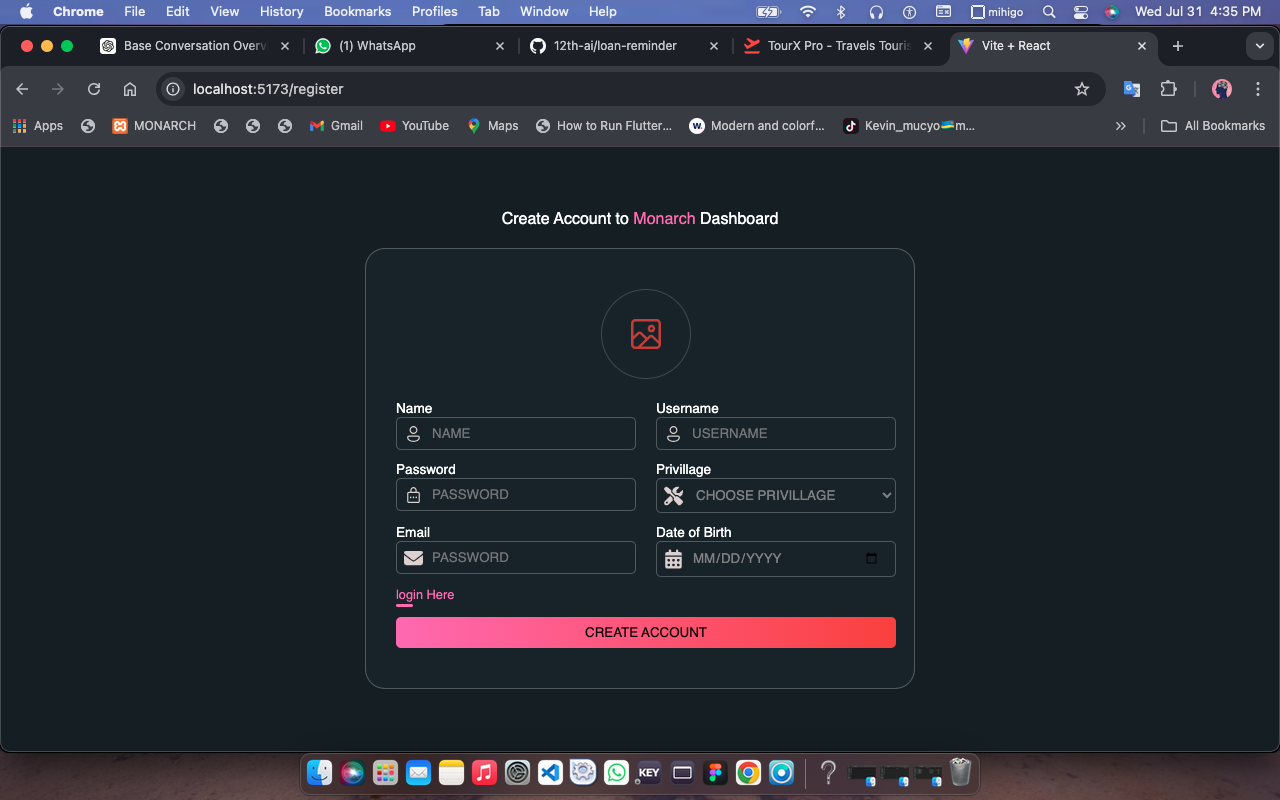 Chrome File Edit View History Bookmarks Profiles Tab Window Help mihigo Wed Jul 31 4:35 PM
Base Conversation Overv (1) WhatsApp 12th-ai/loan-reminder TourX Pro - Travels Touris Vite + React
localhost:5173/register
Apps MONARCH Gmail YouTube Maps How to Run Flutter... Modern and colorf... Kevin_mucyo🇷🇼m... All Bookmarks
Create Account to Monarch Dashboard
Name Username
NAME USERNAME
Password Privillage
PASSWORD CHOOSE PRIVILLAGE
Email Date of Birth
PASSWORD MM/DD/YYYY
login Here
CREATE ACCOUNT
KEY